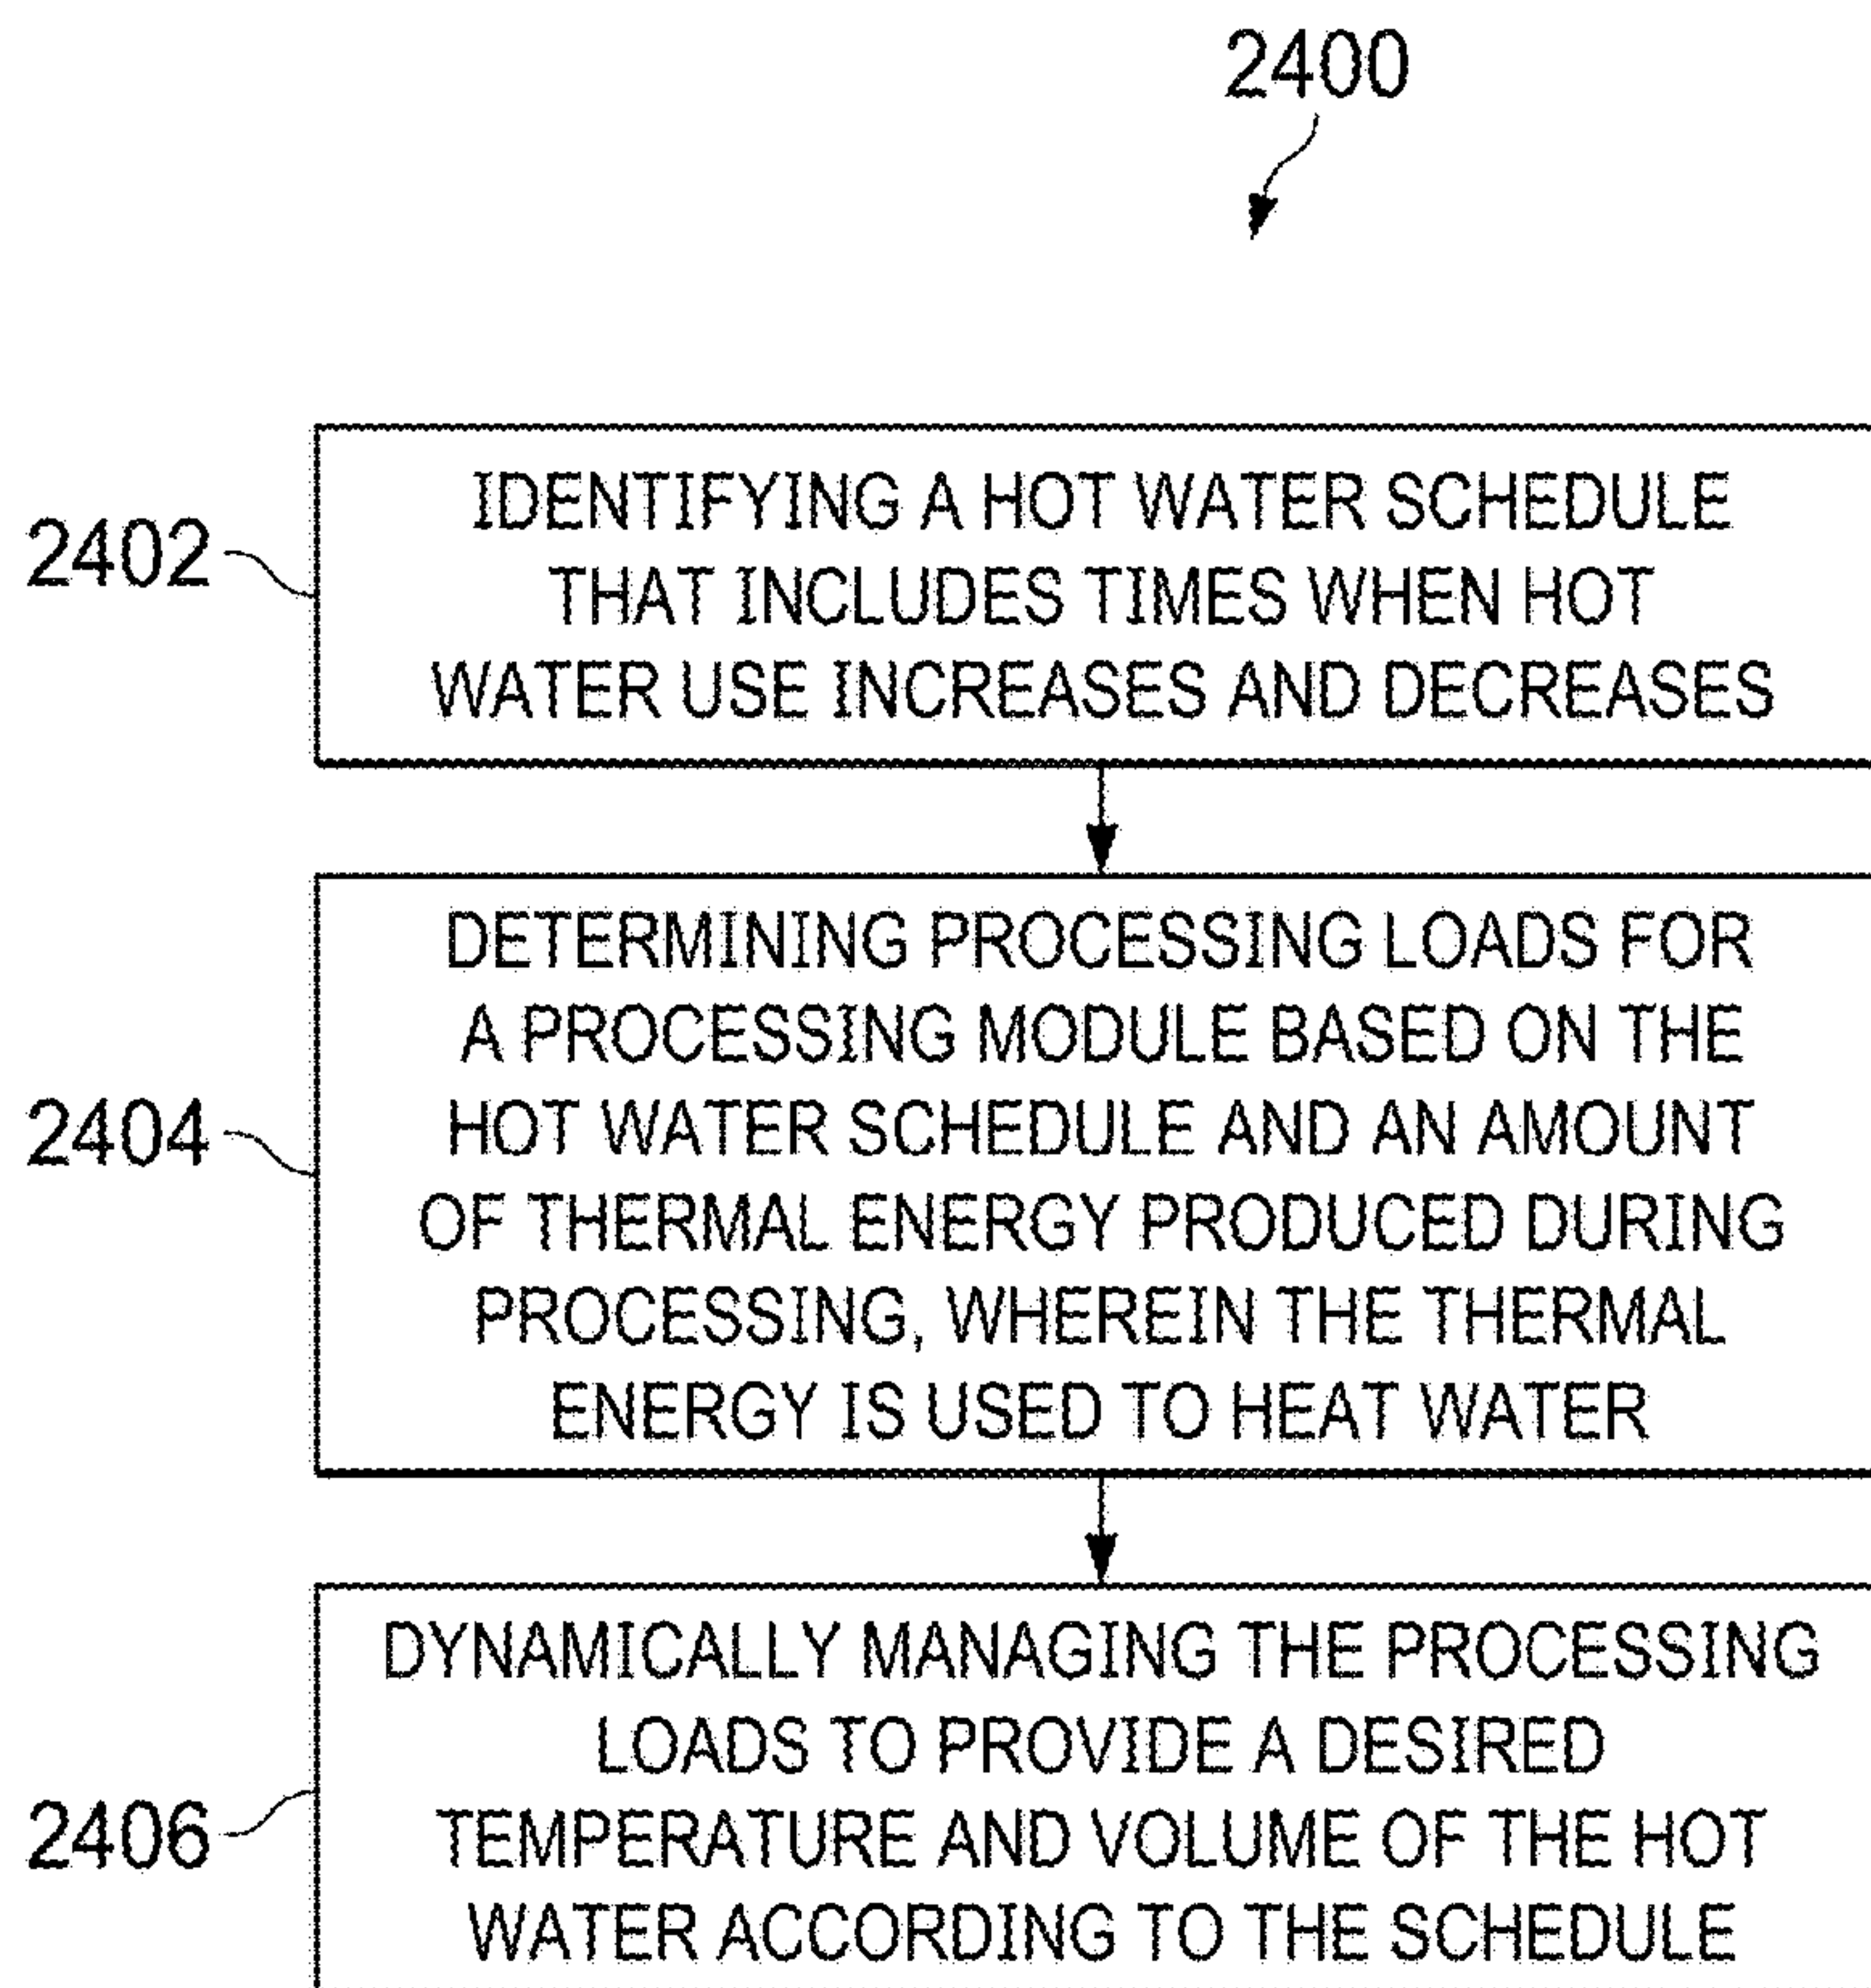 2400
2402
IDENTIFYING A HOT WATER SCHEDULE
THAT INCLUDES TIMES WHEN HOT
WATER USE INCREASES AND DECREASES
2404
DETERMINING PROCESSING LOADS FOR
A PROCESSING MODULE BASED ON THE
HOT WATER SCHEDULE AND AN AMOUNT
OF THERMAL ENERGY PRODUCED DURING
PROCESSING, WHEREIN THE THERMAL
ENERGY IS USED TO HEAT WATER
2406
DYNAMICALLY MANAGING THE PROCESSING
LOADS TO PROVIDE A DESIRED
TEMPERATURE AND VOLUME OF THE HOT
WATER ACCORDING TO THE SCHEDULE